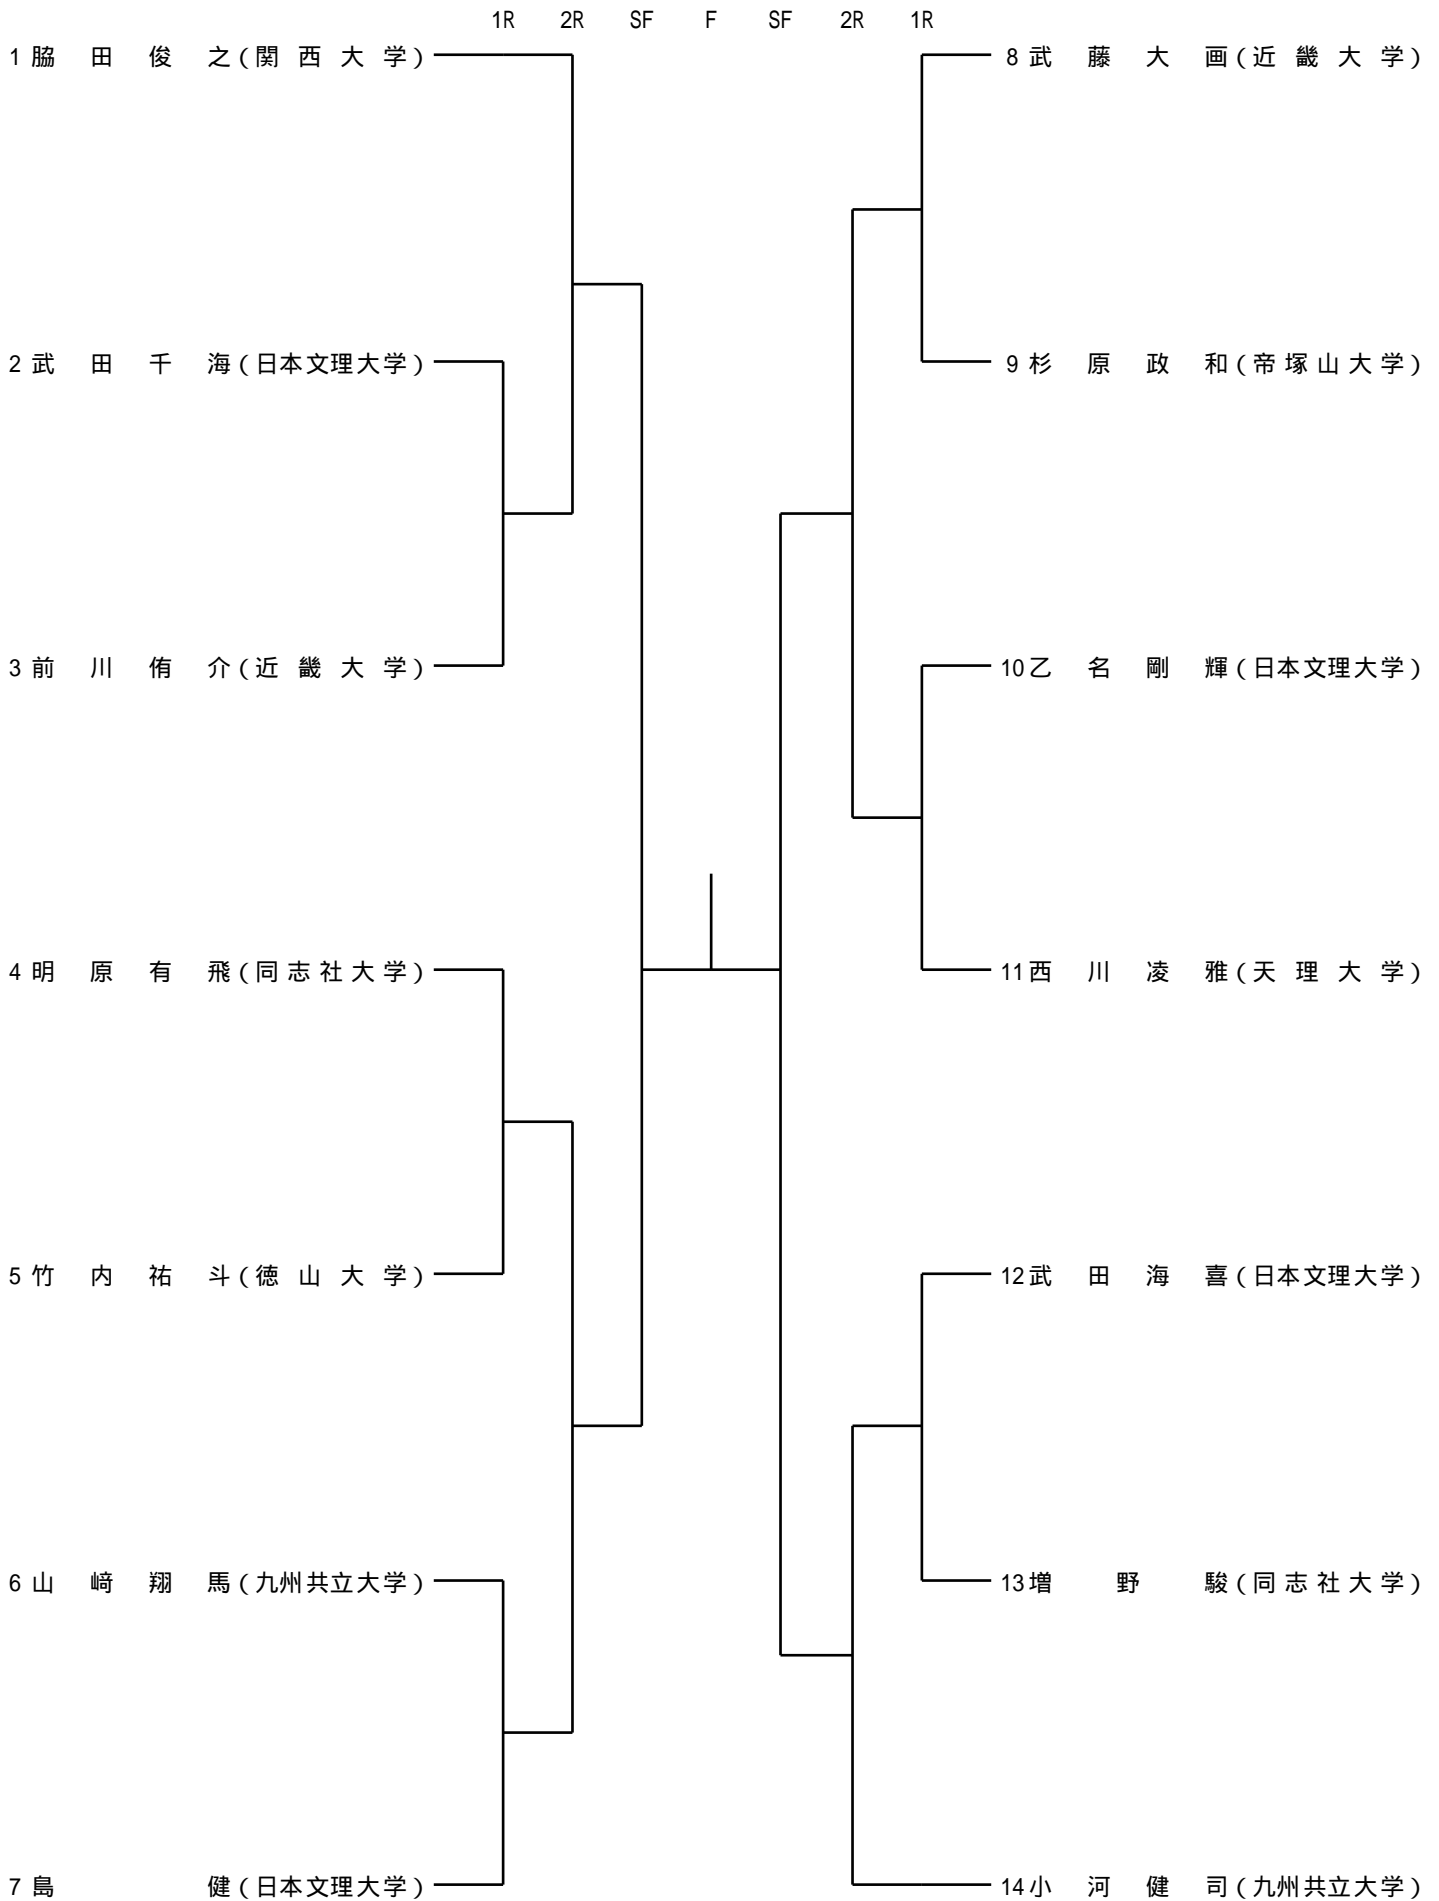 1R 2R SF F SF 2R 1R
1 脇田俊之(関西大学)
2 武田千海(日本文理大学)
3 前川侑介(近畿大学)
4 明原有飛(同志社大学)
5 竹内祐斗(徳山大学)
6 山﨑翔馬(九州共立大学)
7 島健(日本文理大学)
8 武藤大画(近畿大学)
9 杉原政和(帝塚山大学)
10 乙名剛輝(日本文理大学)
11 西川凌雅(天理大学)
12 武田海喜(日本文理大学)
13 増野駿(同志社大学)
14 小河健司(九州共立大学)